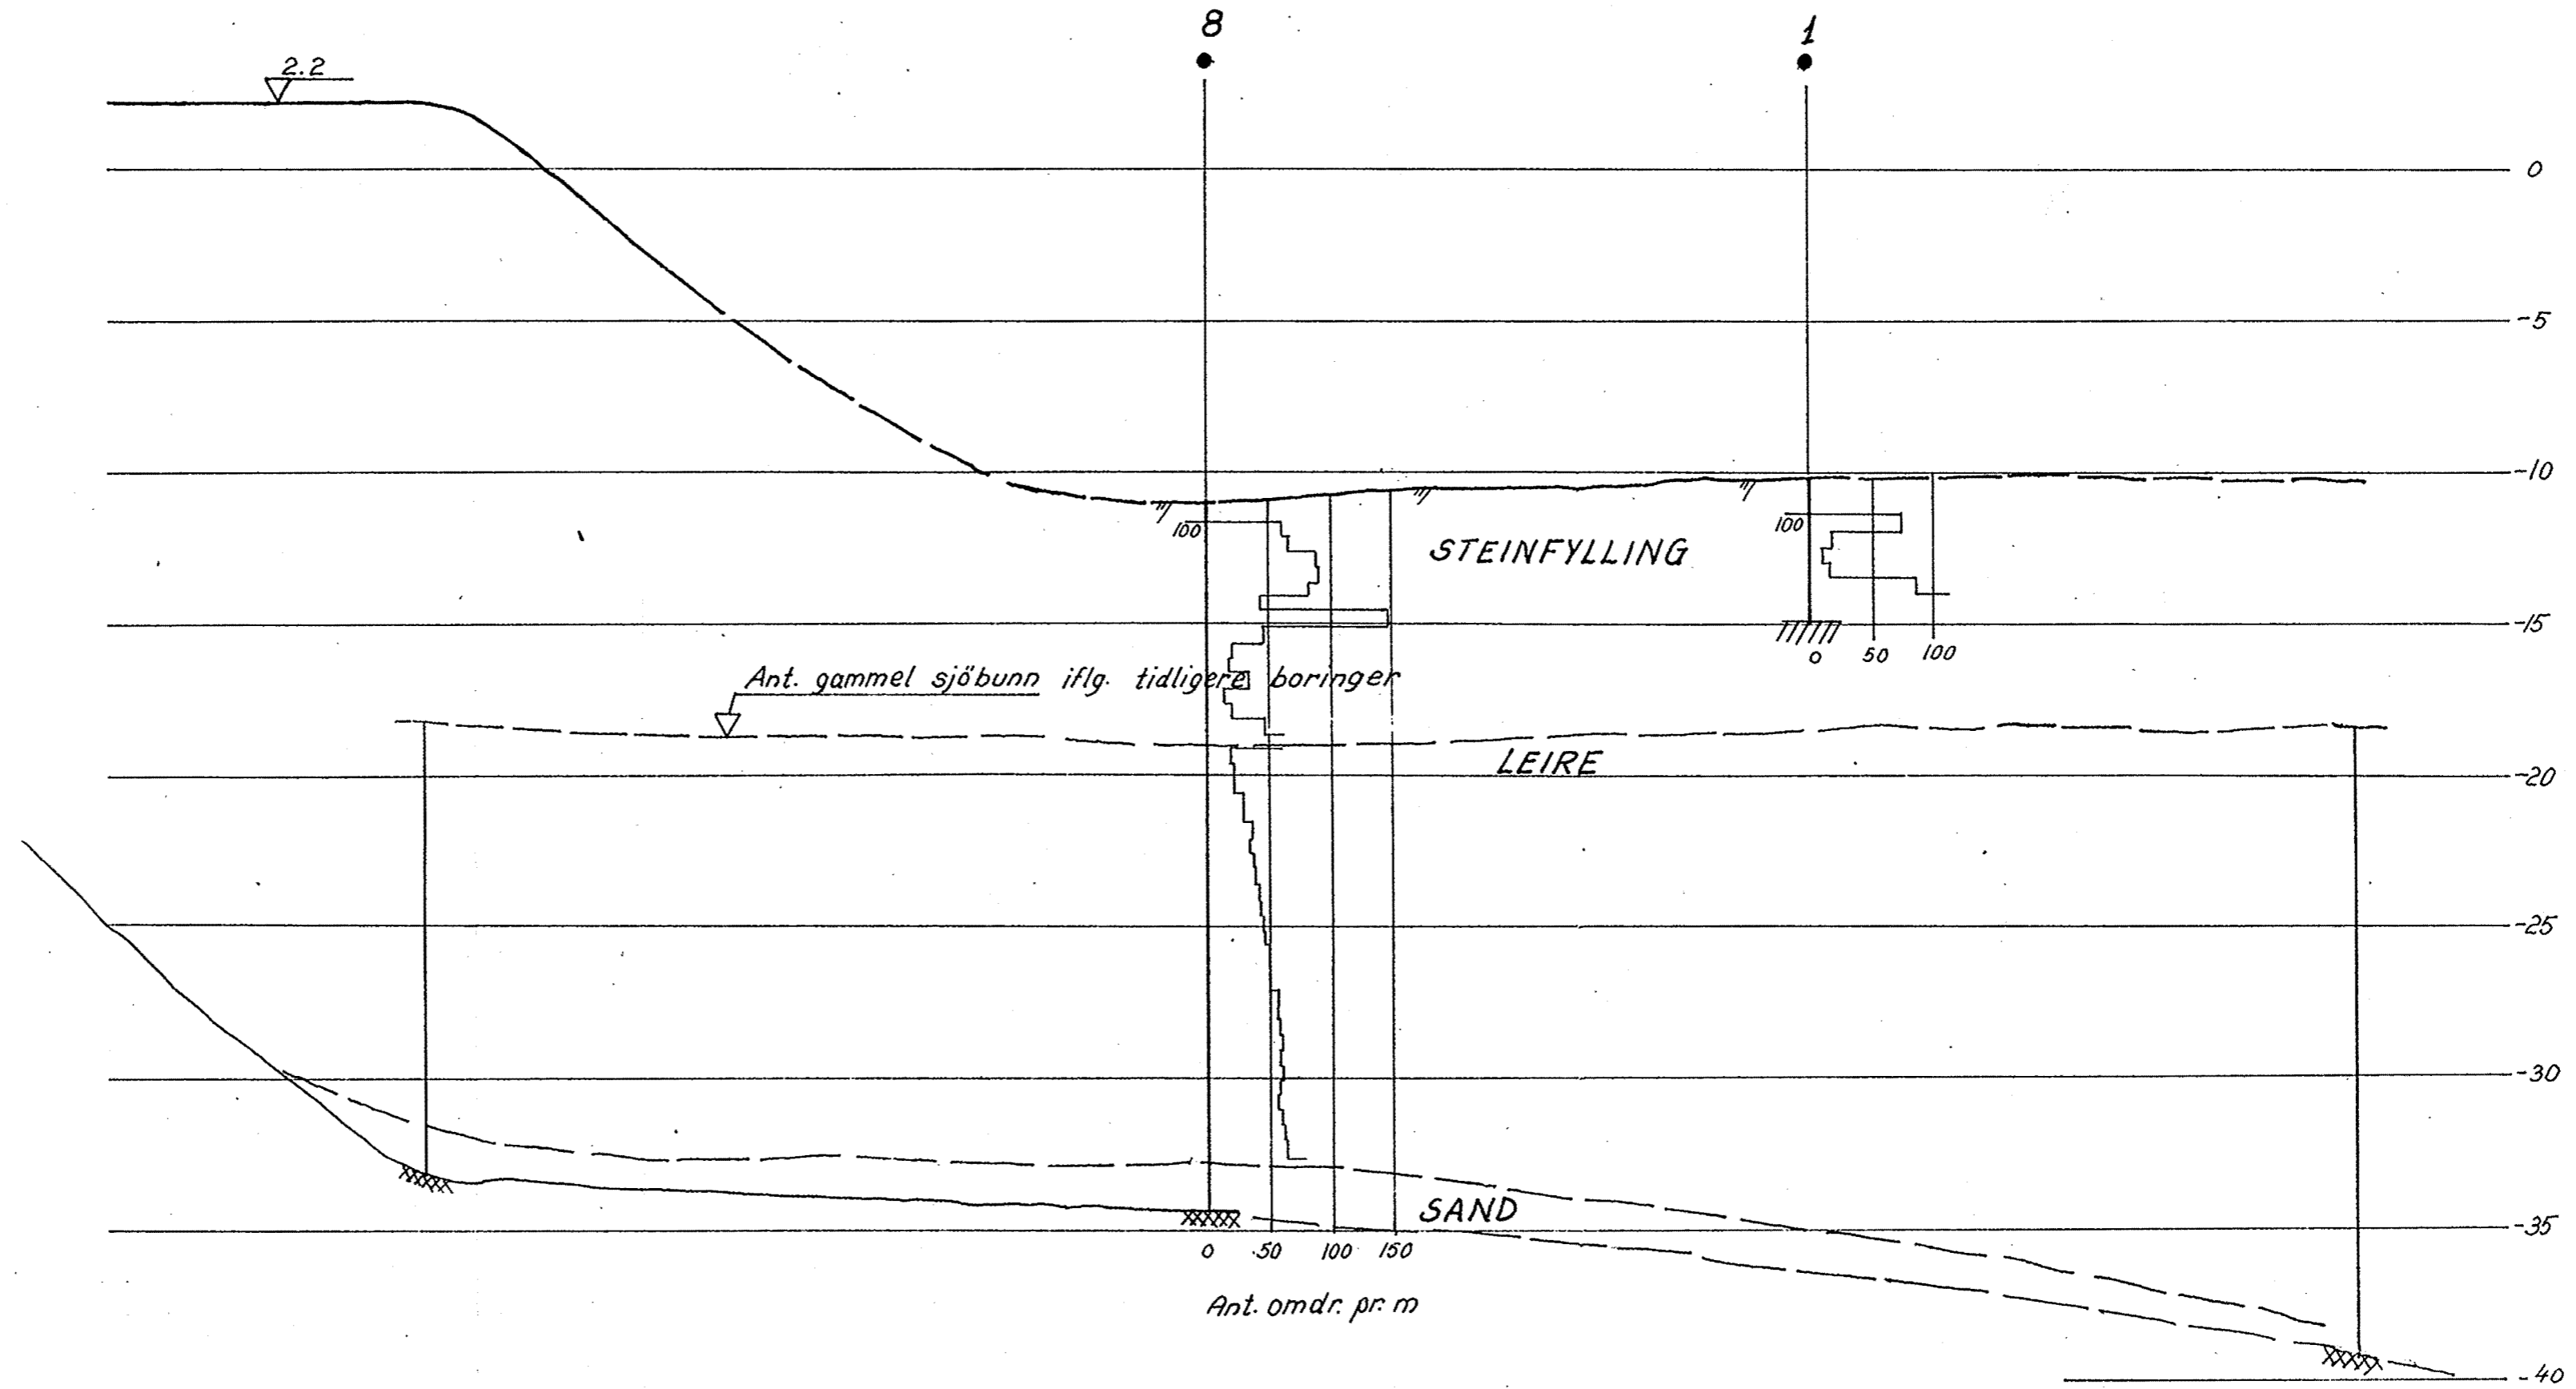 8
1
2.2
0
-5
-10
100
100
STEINFYLLING
-15
0 50 100
Ant. gammel sjöbunn iflg. tidligere boringer
LEIRE
-20
-25
-30
SAND
-35
0 50 100 150
Ant. omdr. pr. m
-40